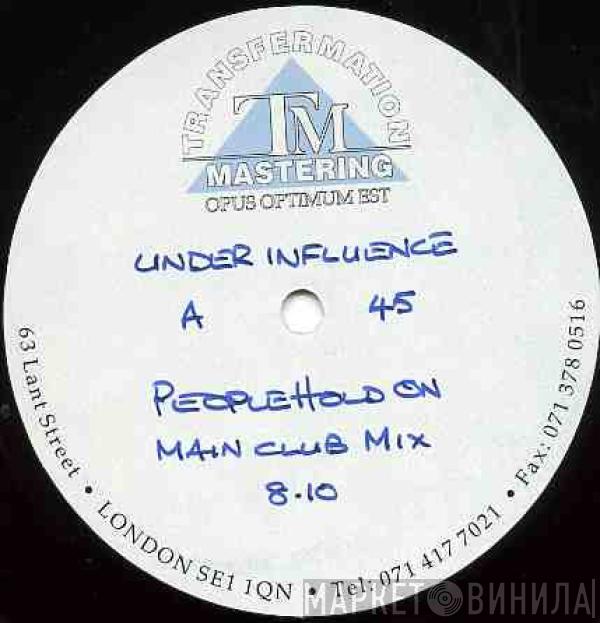 TRANSFERMATION
TM
MASTERING
OPUS OPTIMUM EST
UNDER INFLUENCE
A 45
PEOPLE HOLD ON
MAIN CLUB MIX
8.10
63 Lant Street • LONDON SE1 1QN • Tel: 071 417 7021 • Fax: 071 378 0516
МАРКЕТ ВИНИЛА